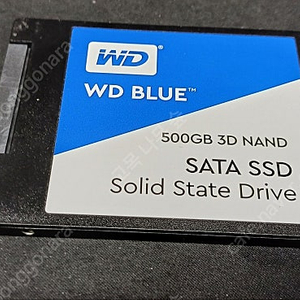 WD
WD BLUE™
500GB 3D NAND
SATA SSD
Solid State Drive